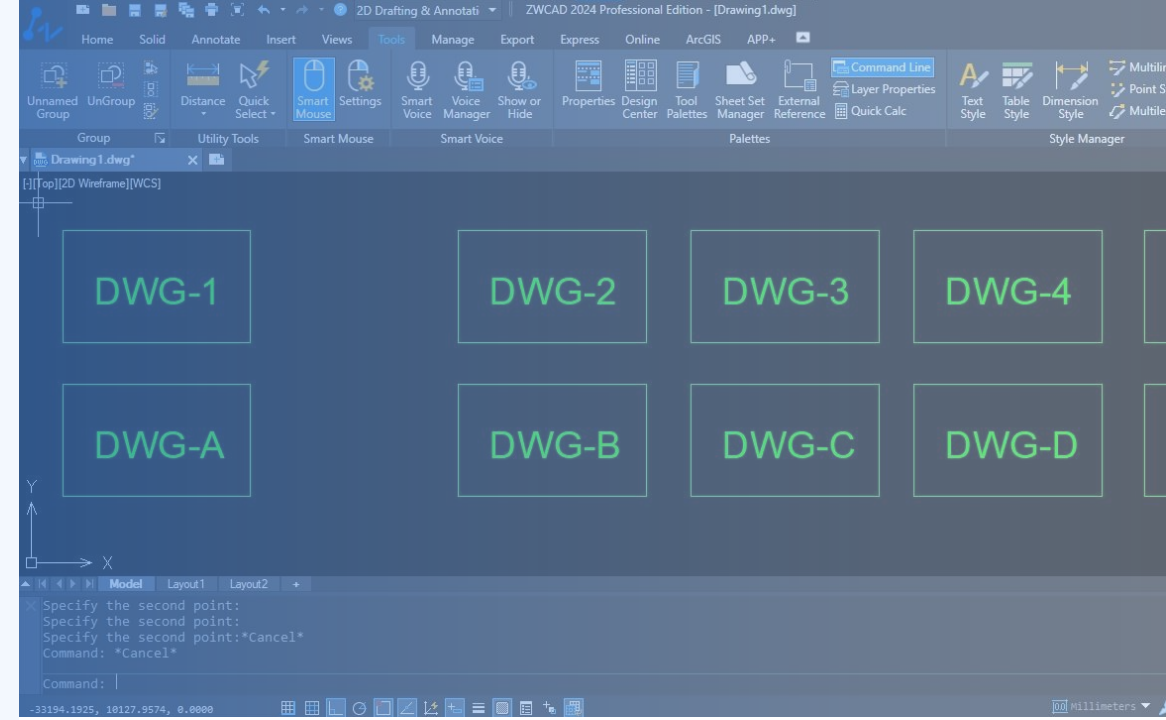 2D Drafting & Annotati ZWCAD 2024 Professional Edition - [Drawing1.dwg]
Home Solid Annotate Insert Views Tools Manage Export Express Online ArcGIS APP+
Unnamed Group
UnGroup
Distance
Quick Select
Smart Mouse
Settings
Smart Voice
Voice Manager
Show or Hide
Properties
Design Center
Tool Palettes
Sheet Set Manager
External Reference
Command Line
Layer Properties
Quick Calc
Text Style
Table Style
Dimension Style
Multilin
Point S
Multile
Group Utility Tools Smart Mouse Smart Voice Palettes Style Manager
Drawing1.dwg*
[-][Top][2D Wireframe][WCS]
DWG-1 DWG-2 DWG-3 DWG-4
DWG-A DWG-B DWG-C DWG-D
Y
X
Model Layout1 Layout2 +
Specify the second point:
Specify the second point:
Specify the second point:*Cancel*
Command: *Cancel*
Command:
-33194.1925, 10127.9574, 0.0000 Millimeters